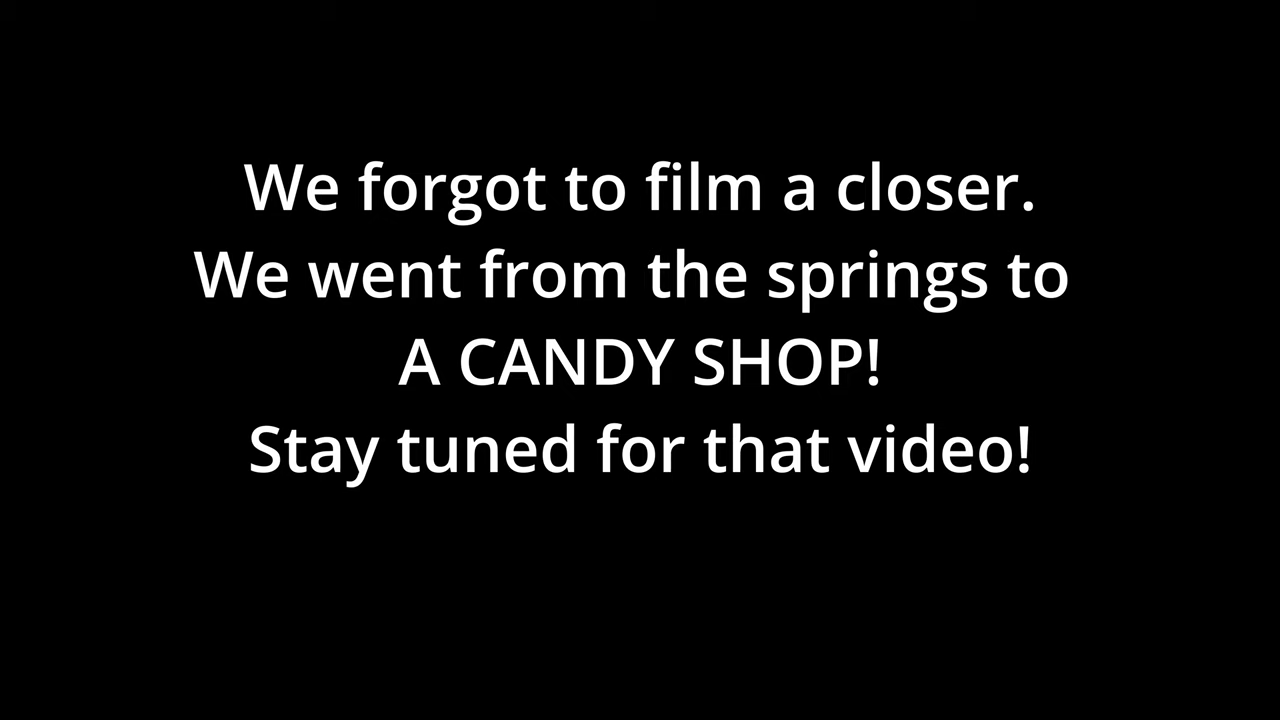 We forgot to film a closer.
We went from the springs to
A CANDY SHOP!
Stay tuned for that video!